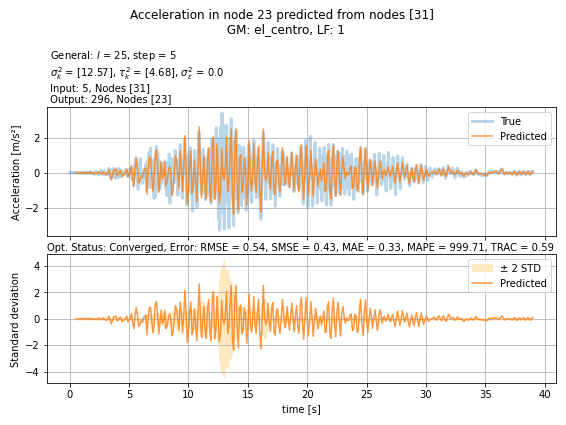 Acceleration in node 23 predicted from nodes [31]
GM: el_centro, LF: 1
General: l = 25, step = 5
σ²ₖ = [12.57], τ²ₖ = [4.68], σ²ε = 0.0
Input: 5, Nodes [31]
Output: 296, Nodes [23]
Acceleration [m/s²]
2
0
−2
True
Predicted
Opt. Status: Converged, Error: RMSE = 0.54, SMSE = 0.43, MAE = 0.33, MAPE = 999.71, TRAC = 0.59
Standard deviation
4
2
0
−2
−4
± 2 STD
Predicted
0 5 10 15 20 25 30 35 40
time [s]